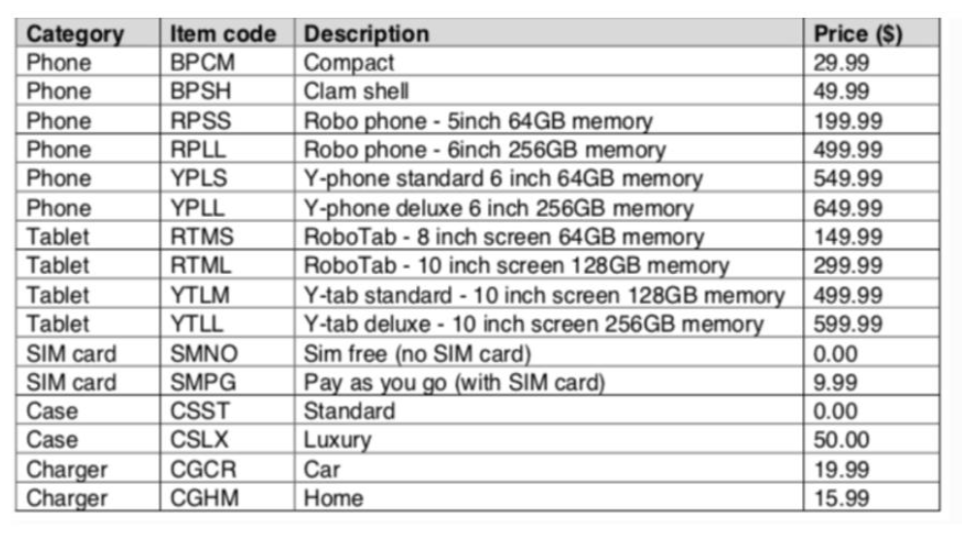 Category Item code Description Price ($)
Phone BPCM Compact 29.99
Phone BPSH Clam shell 49.99
Phone RPSS Robo phone - 5inch 64GB memory 199.99
Phone RPLL Robo phone - 6inch 256GB memory 499.99
Phone YPLS Y-phone standard 6 inch 64GB memory 549.99
Phone YPLL Y-phone deluxe 6 inch 256GB memory 649.99
Tablet RTMS RoboTab - 8 inch screen 64GB memory 149.99
Tablet RTML RoboTab - 10 inch screen 128GB memory 299.99
Tablet YTLM Y-tab standard - 10 inch screen 128GB memory 499.99
Tablet YTLL Y-tab deluxe - 10 inch screen 256GB memory 599.99
SIM card SMNO Sim free (no SIM card) 0.00
SIM card SMPG Pay as you go (with SIM card) 9.99
Case CSST Standard 0.00
Case CSLX Luxury 50.00
Charger CGCR Car 19.99
Charger CGHM Home 15.99